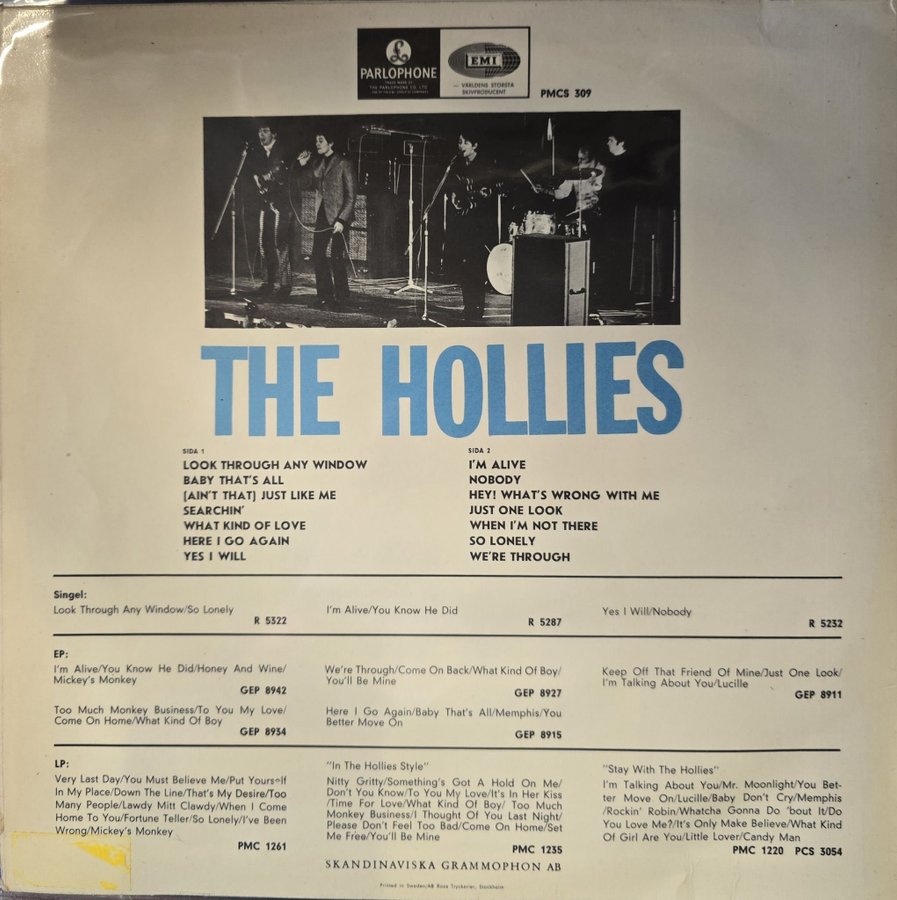 PARLOPHONE
TRADE MARK OF
THE PARLOPHONE CO. LTD
EMI
— VÄRLDENS STÖRSTA
SKIVPRODUCENT
PMCS 309
THE HOLLIES
SIDA 1
LOOK THROUGH ANY WINDOW
BABY THAT'S ALL
(AIN'T THAT) JUST LIKE ME
SEARCHIN'
WHAT KIND OF LOVE
HERE I GO AGAIN
YES I WILL
SIDA 2
I'M ALIVE
NOBODY
HEY! WHAT'S WRONG WITH ME
JUST ONE LOOK
WHEN I'M NOT THERE
SO LONELY
WE'RE THROUGH
Singel:
Look Through Any Window/So Lonely
R 5322
I'm Alive/You Know He Did
R 5287
Yes I Will/Nobody
R 5232
EP:
I'm Alive/You Know He Did/Honey And Wine/
Mickey's Monkey
GEP 8942
We're Through/Come On Back/What Kind Of Boy/
You'll Be Mine
GEP 8927
Keep Off That Friend Of Mine/Just One Look/
I'm Talking About You/Lucille
GEP 8911
Too Much Monkey Business/To You My Love/
Come On Home/What Kind Of Boy
GEP 8934
Here I Go Again/Baby That's All/Memphis/You
Better Move On
GEP 8915
LP:
Very Last Day/You Must Believe Me/Put Yourself
In My Place/Down The Line/That's My Desire/Too
Many People/Lawdy Mitt Clawdy/When I Come
Home To You/Fortune Teller/So Lonely/I've Been
Wrong/Mickey's Monkey
PMC 1261
"In The Hollies Style"
Nitty Gritty/Something's Got A Hold On Me/
Don't You Know/To You My Love/It's In Her Kiss
/Time For Love/What Kind Of Boy/ Too Much
Monkey Business/I Thought Of You Last Night/
Please Don't Feel Too Bad/Come On Home/Set
Me Free/You'll Be Mine
PMC 1235
"Stay With The Hollies"
I'm Talking About You/Mr. Moonlight/You Bet-
ter Move On/Lucille/Baby Don't Cry/Memphis
/Rockin' Robin/Whatcha Gonna Do 'bout It/Do
You Love Me?/It's Only Make Believe/What Kind
Of Girl Are You/Little Lover/Candy Man
PMC 1220 PCS 3054
SKANDINAVISKA GRAMMOPHON AB
Printed in Sweden/AB Rosa Tryckerier, Stockholm